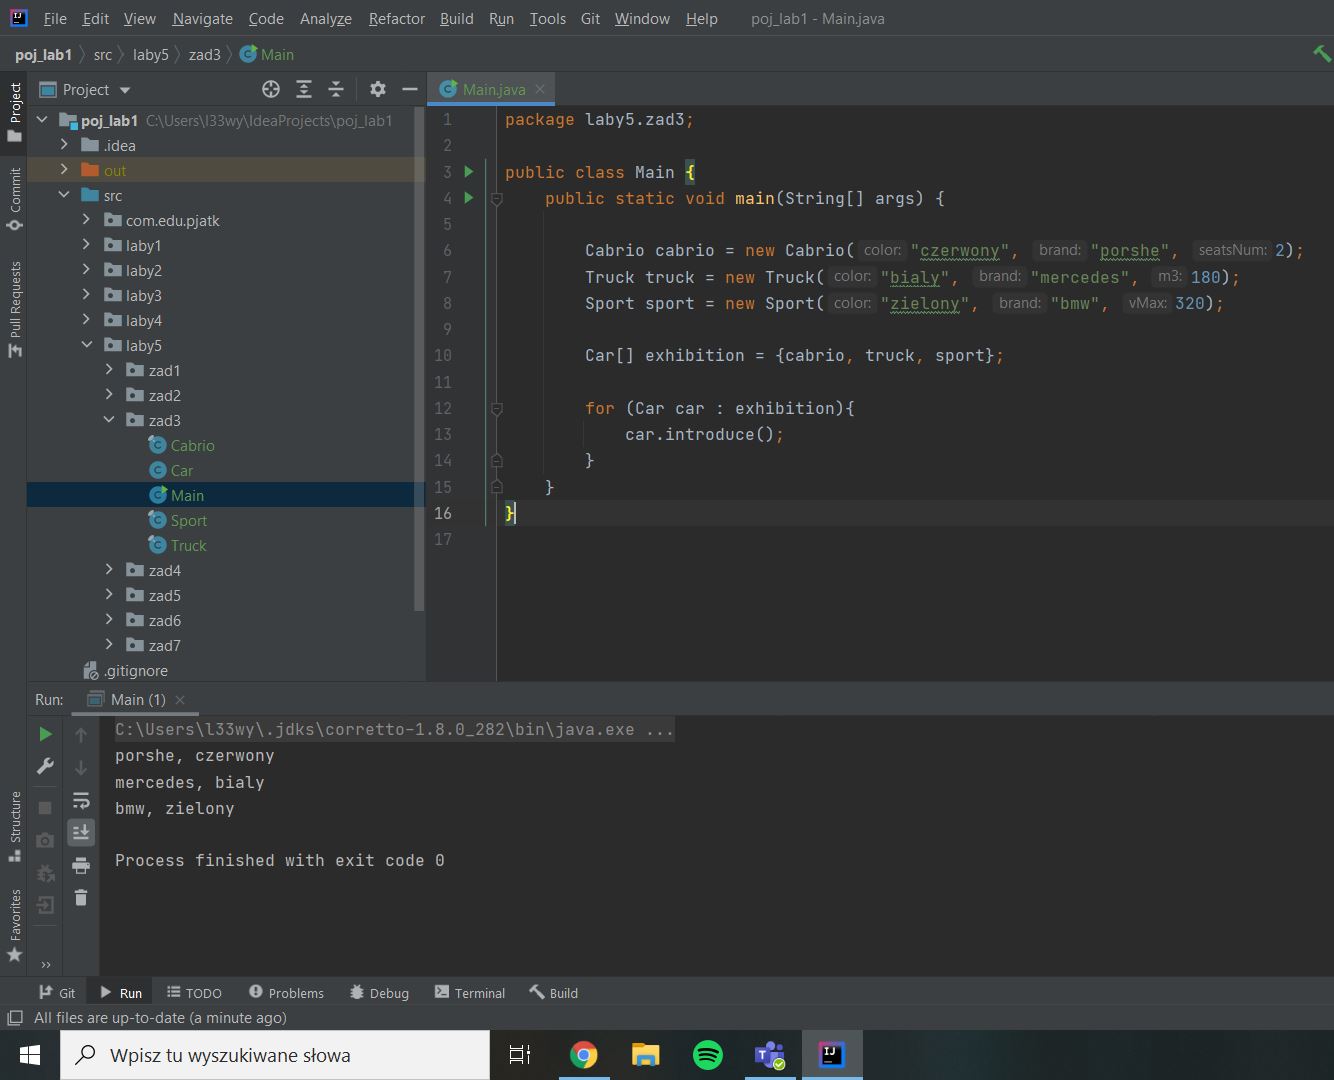 File Edit View Navigate Code Analyze Refactor Build Run Tools Git Window Help poj_lab1 - Main.java
poj_lab1 src laby5 zad3 Main
Project
Commit
Pull Requests
Project
poj_lab1 C:\Users\l33wy\IdeaProjects\poj_lab1
.idea
out
src
com.edu.pjatk
laby1
laby2
laby3
laby4
laby5
zad1
zad2
zad3
Cabrio
Car
Main
Sport
Truck
zad4
zad5
zad6
zad7
.gitignore
Main.java
1 package laby5.zad3;
2
3 public class Main {
4 public static void main(String[] args) {
5
6 Cabrio cabrio = new Cabrio( color: "czerwony", brand: "porshe", seatsNum: 2);
7 Truck truck = new Truck( color: "bialy", brand: "mercedes", m3: 180);
8 Sport sport = new Sport( color: "zielony", brand: "bmw", vMax: 320);
9
10 Car[] exhibition = {cabrio, truck, sport};
11
12 for (Car car : exhibition){
13 car.introduce();
14 }
15 }
16 }
17
Run: Main (1)
C:\Users\l33wy\.jdks\corretto-1.8.0_282\bin\java.exe ...
porshe, czerwony
mercedes, bialy
bmw, zielony
Process finished with exit code 0
Structure
Favorites
Git Run TODO Problems Debug Terminal Build
All files are up-to-date (a minute ago)
Wpisz tu wyszukiwane słowa